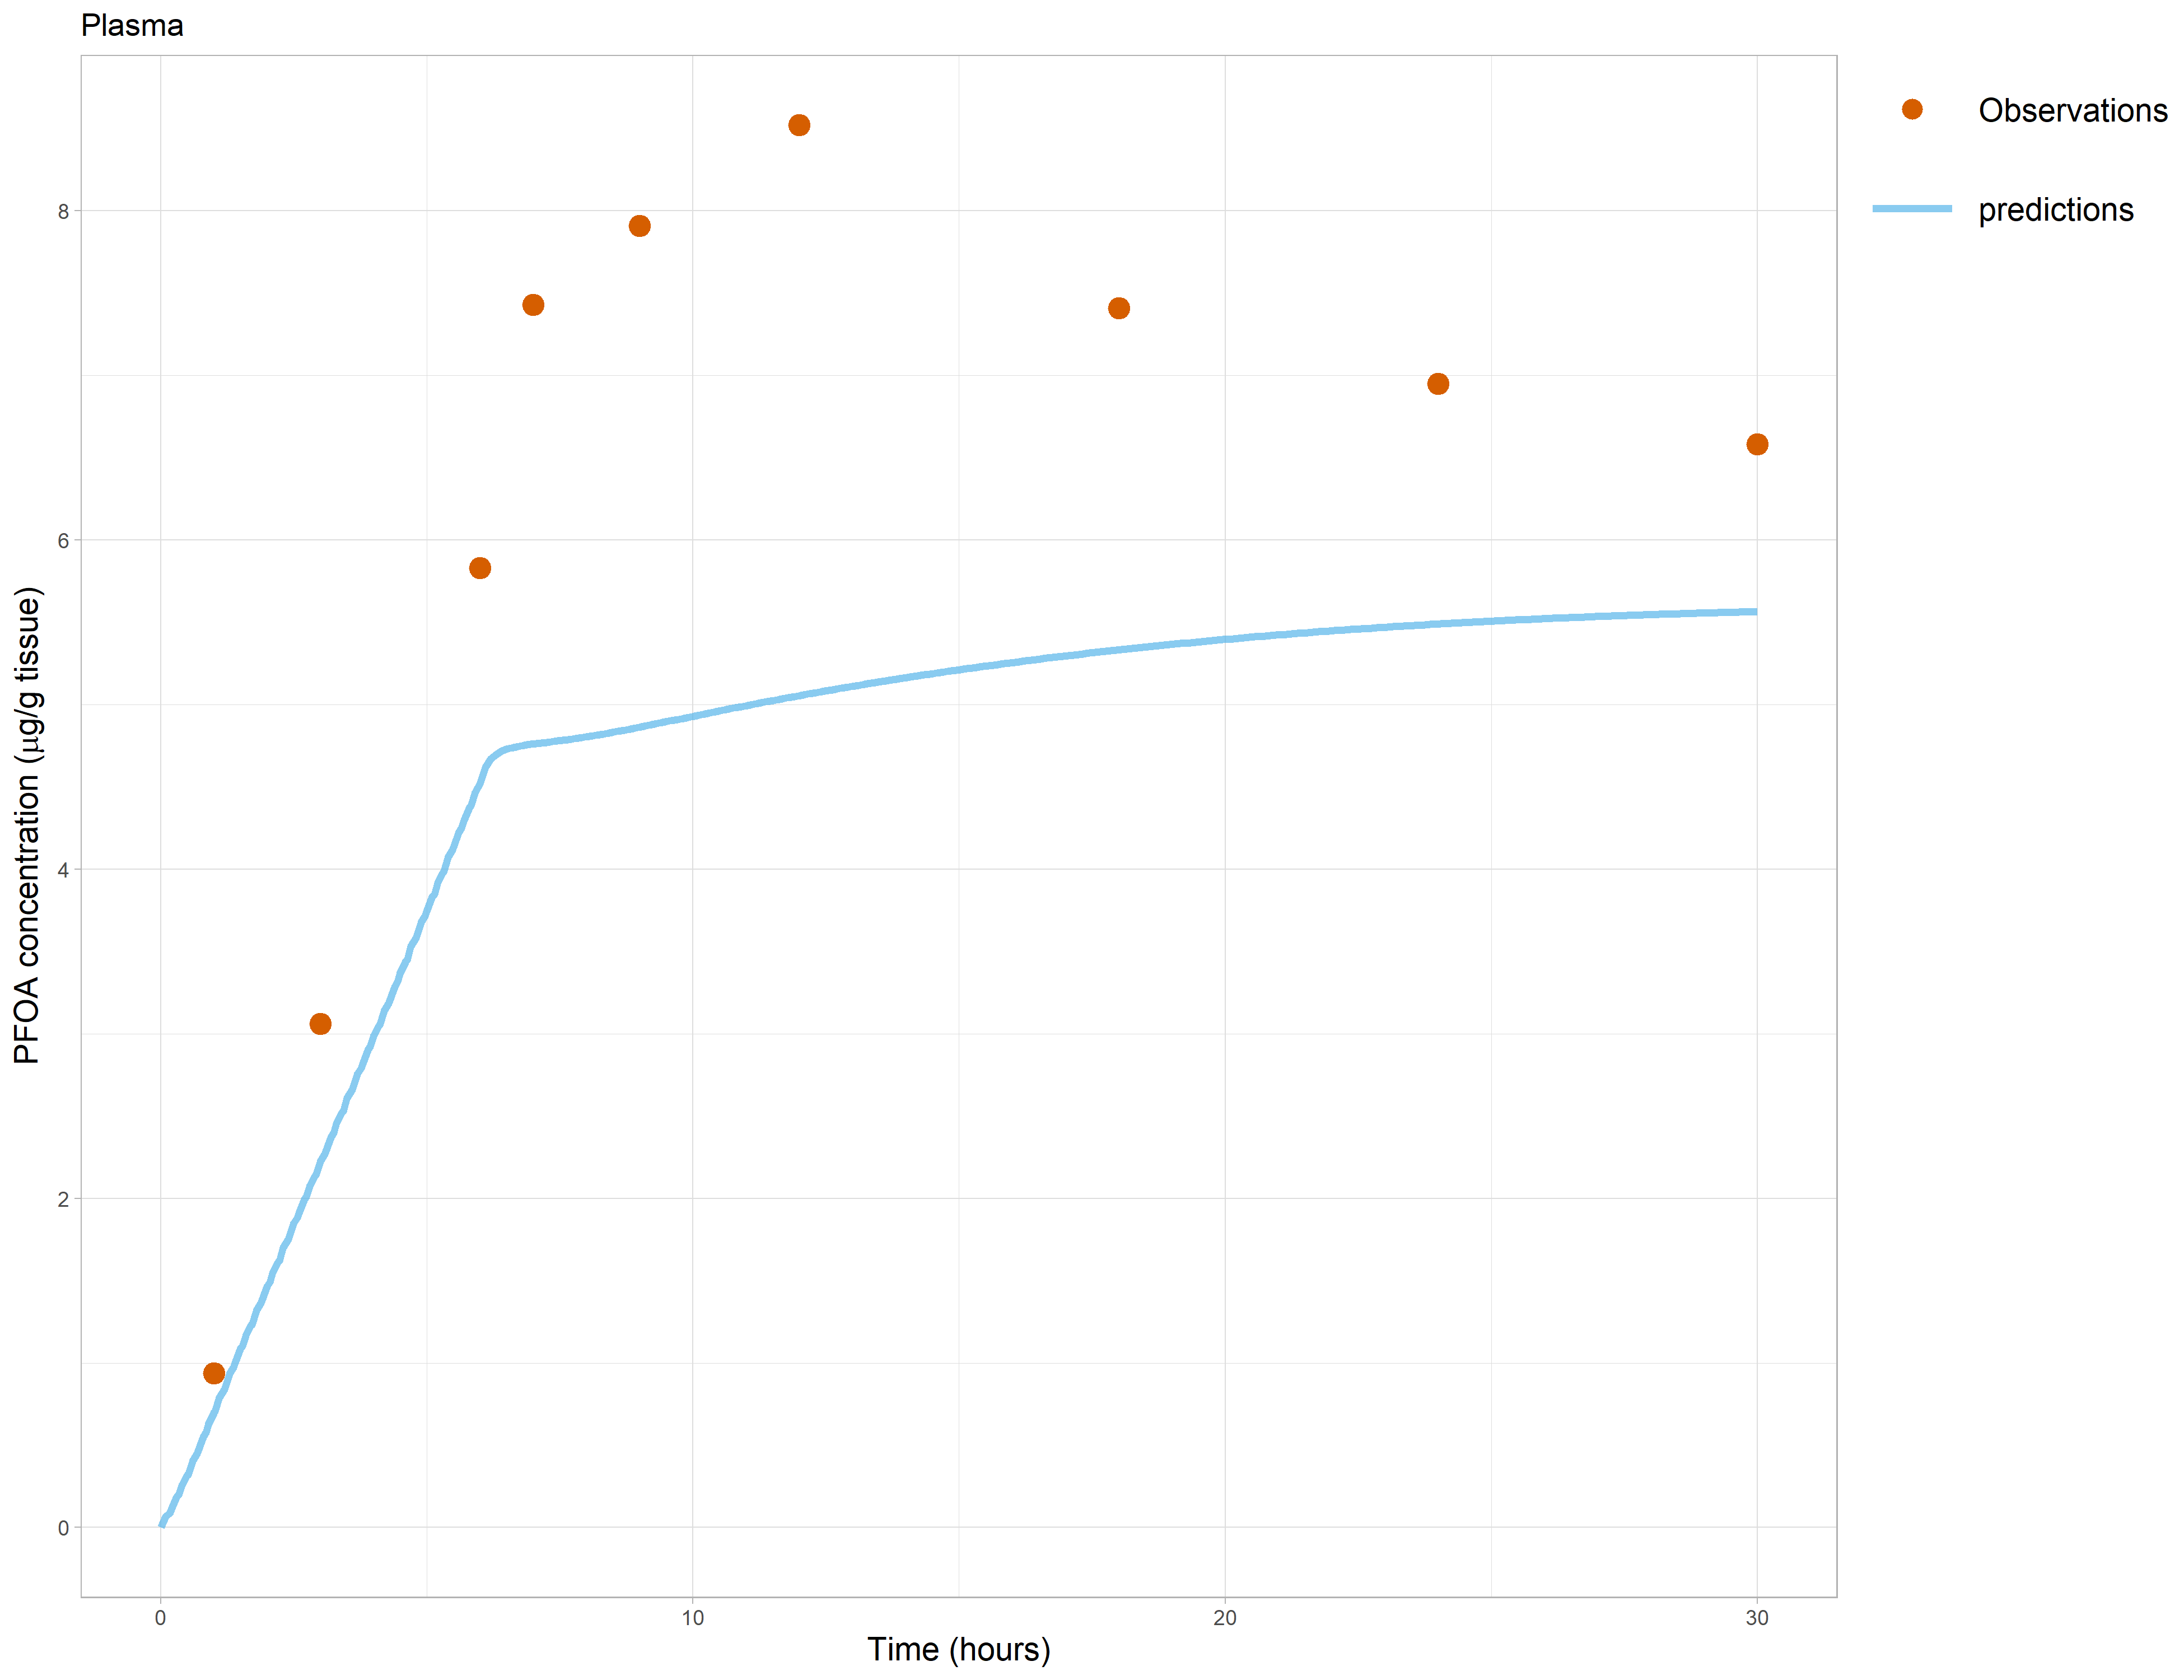 Plasma
Observations
predictions
PFOA concentration (μg/g tissue)
8
6
4
2
0
0 10 20 30
Time (hours)